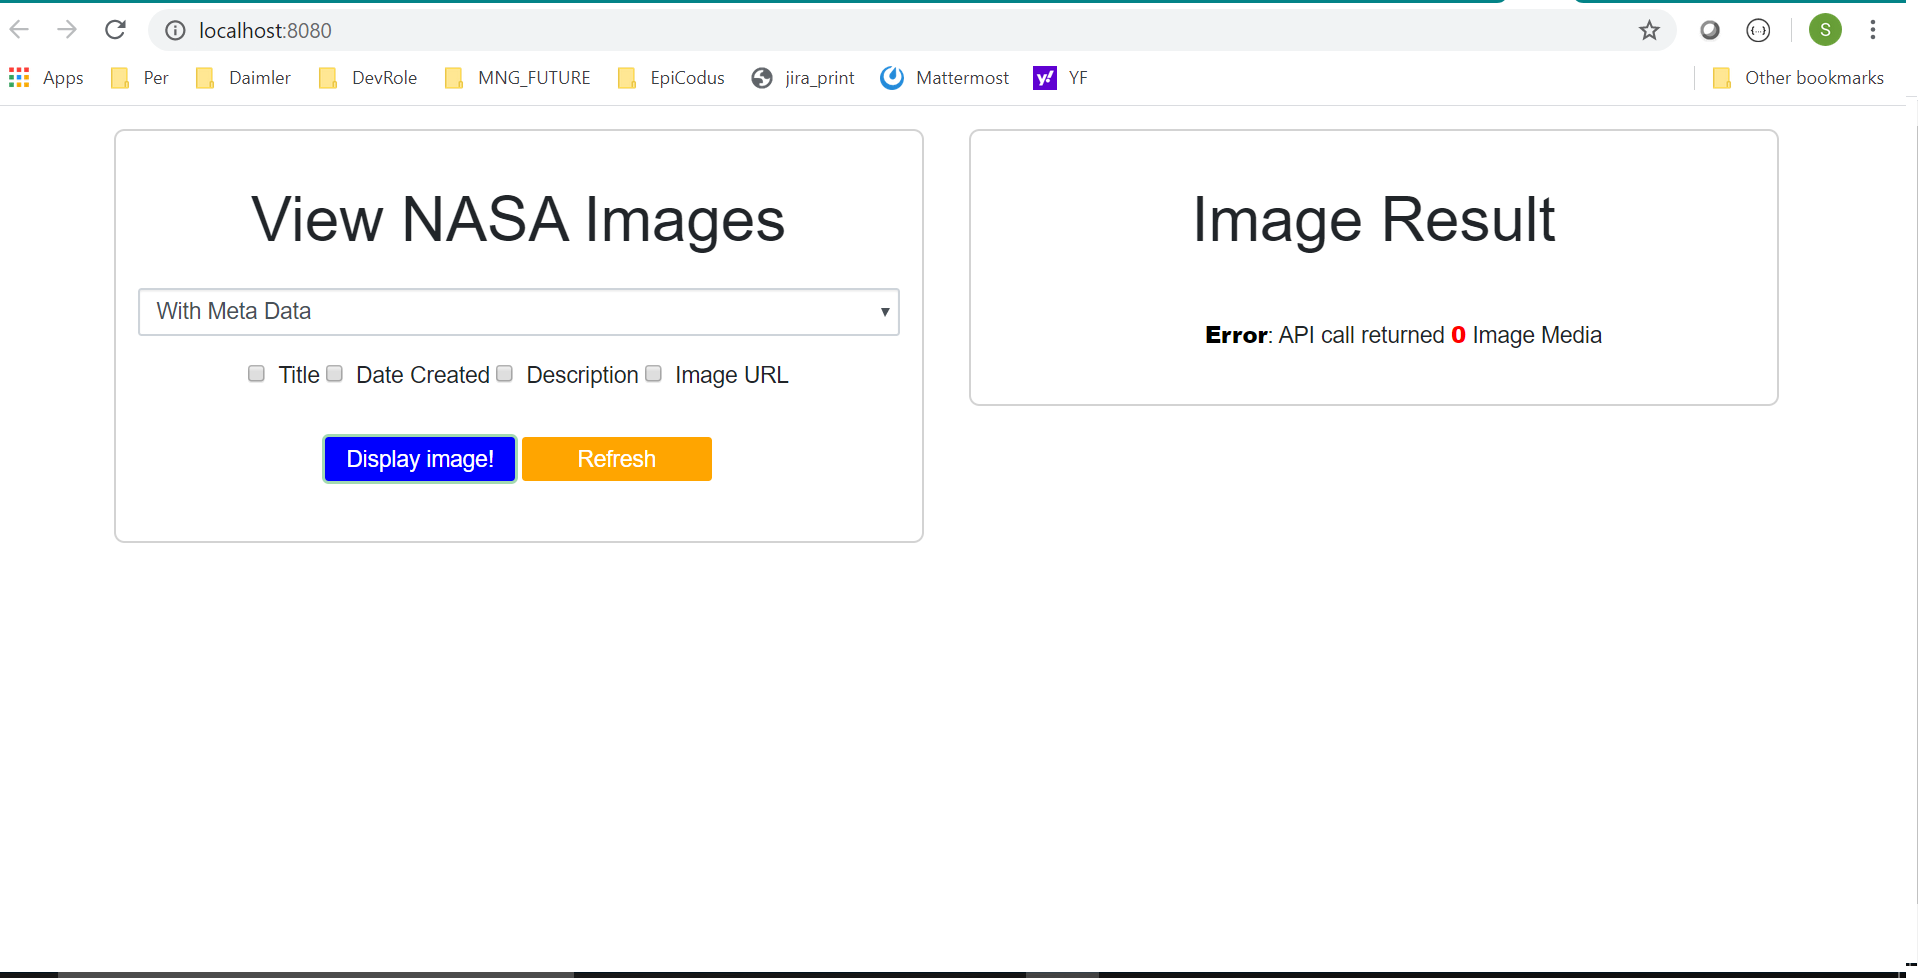 localhost:8080
S
Apps Per Daimler DevRole MNG_FUTURE EpiCodus jira_print Mattermost y! YF Other bookmarks
View NASA Images
With Meta Data
Title Date Created Description Image URL
Display image! Refresh
Image Result
Error: API call returned 0 Image Media